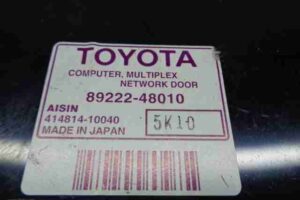 TOYOTA
COMPUTER, MULTIPLEX
NETWORK DOOR
89222-48010
AISIN
414814-10040 5K10
MADE IN JAPAN